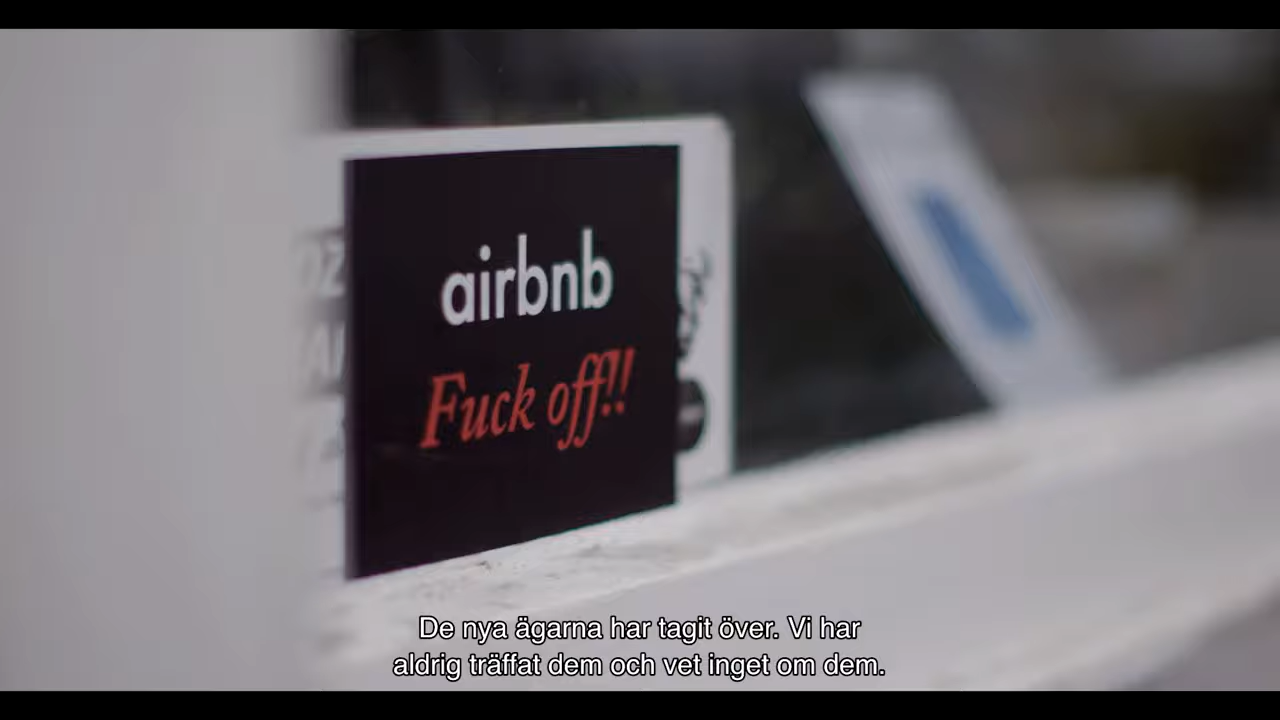 airbnb
Fuck off!!
De nya ägarna har tagit över. Vi har
aldrig träffat dem och vet inget om dem.